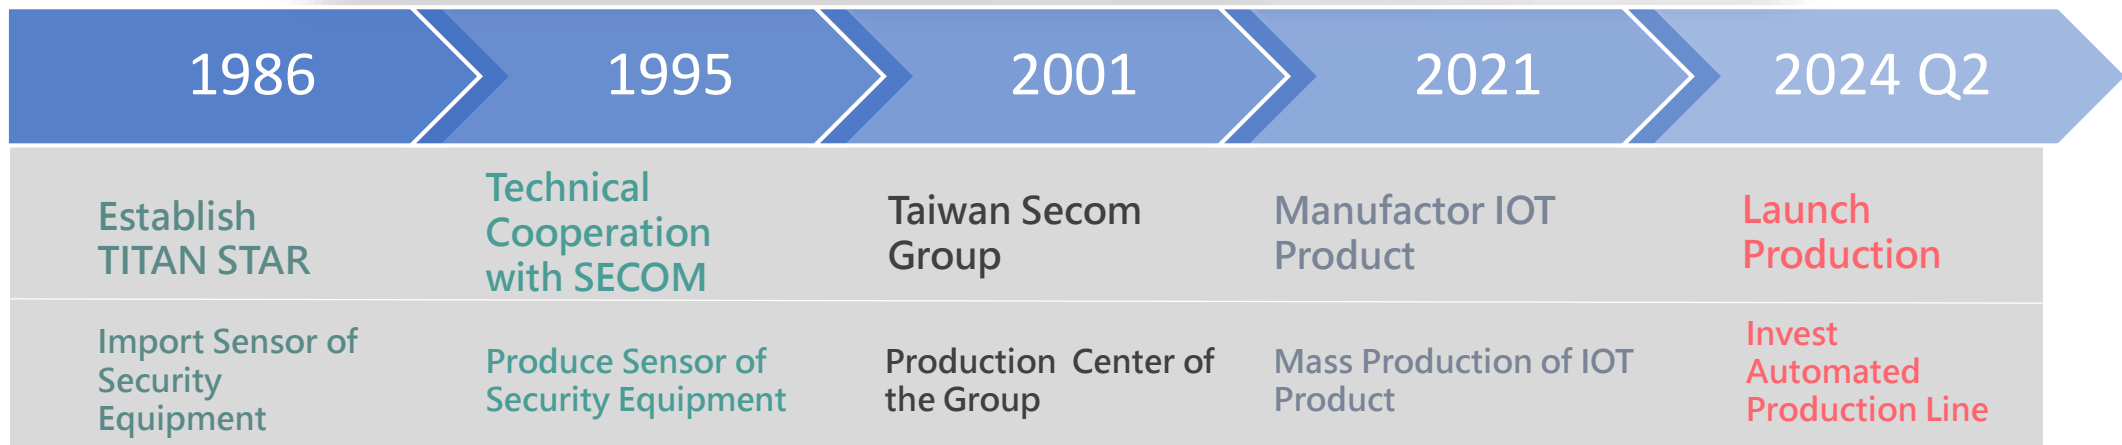 1986
1995
2001
2021
2024 Q2
Establish
TITAN STAR
Technical
Cooperation
with SECOM
Taiwan Secom
Group
Manufactor IOT
Product
Launch
Production
Import Sensor of
Security
Equipment
Produce Sensor of
Security Equipment
Production Center of
the Group
Mass Production of IOT
Product
Invest
Automated
Production Line